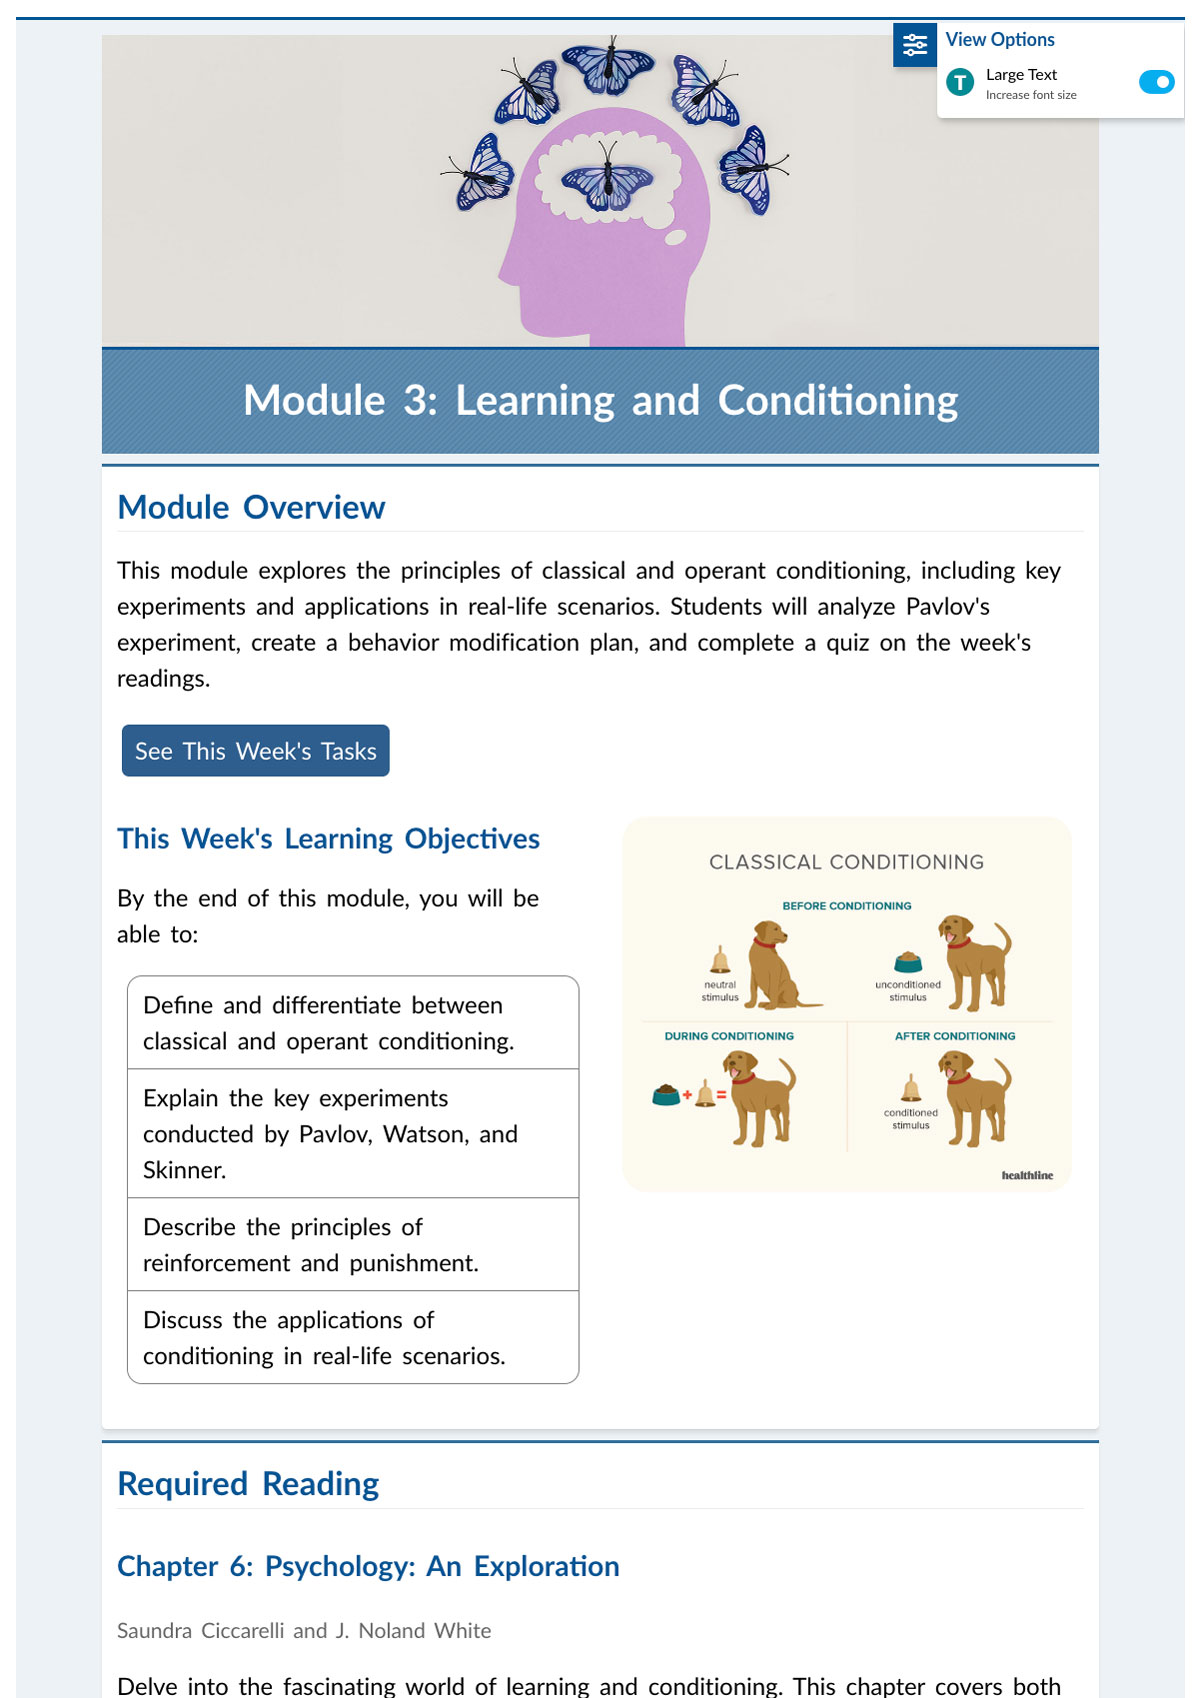 View Options
T
Large Text
Increase font size
Module 3: Learning and Conditioning
Module Overview
This module explores the principles of classical and operant conditioning, including key
experiments and applications in real-life scenarios. Students will analyze Pavlov's
experiment, create a behavior modification plan, and complete a quiz on the week's
readings.
See This Week's Tasks
This Week's Learning Objectives
By the end of this module, you will be
able to:
Define and differentiate between
classical and operant conditioning.
Explain the key experiments
conducted by Pavlov, Watson, and
Skinner.
Describe the principles of
reinforcement and punishment.
Discuss the applications of
conditioning in real-life scenarios.
CLASSICAL CONDITIONING
BEFORE CONDITIONING
neutral
stimulus
unconditioned
stimulus
DURING CONDITIONING
+ =
AFTER CONDITIONING
conditioned
stimulus
healthline
Required Reading
Chapter 6: Psychology: An Exploration
Saundra Ciccarelli and J. Noland White
Delve into the fascinating world of learning and conditioning. This chapter covers both